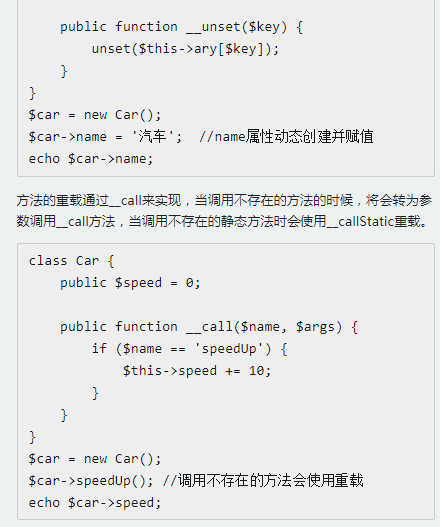 public function __unset($key) {
        unset($this->ary[$key]);
    }
}
$car = new Car();
$car->name = '汽车';  //name属性动态创建并赋值
echo $car->name;
方法的重载通过__call来实现，当调用不存在的方法的时候，将会转为参
数调用__call方法，当调用不存在的静态方法时会使用__callStatic重载。
class Car {
    public $speed = 0;

    public function __call($name, $args) {
        if ($name == 'speedUp') {
            $this->speed += 10;
        }
    }
}
$car = new Car();
$car->speedUp(); //调用不存在的方法会使用重载
echo $car->speed;